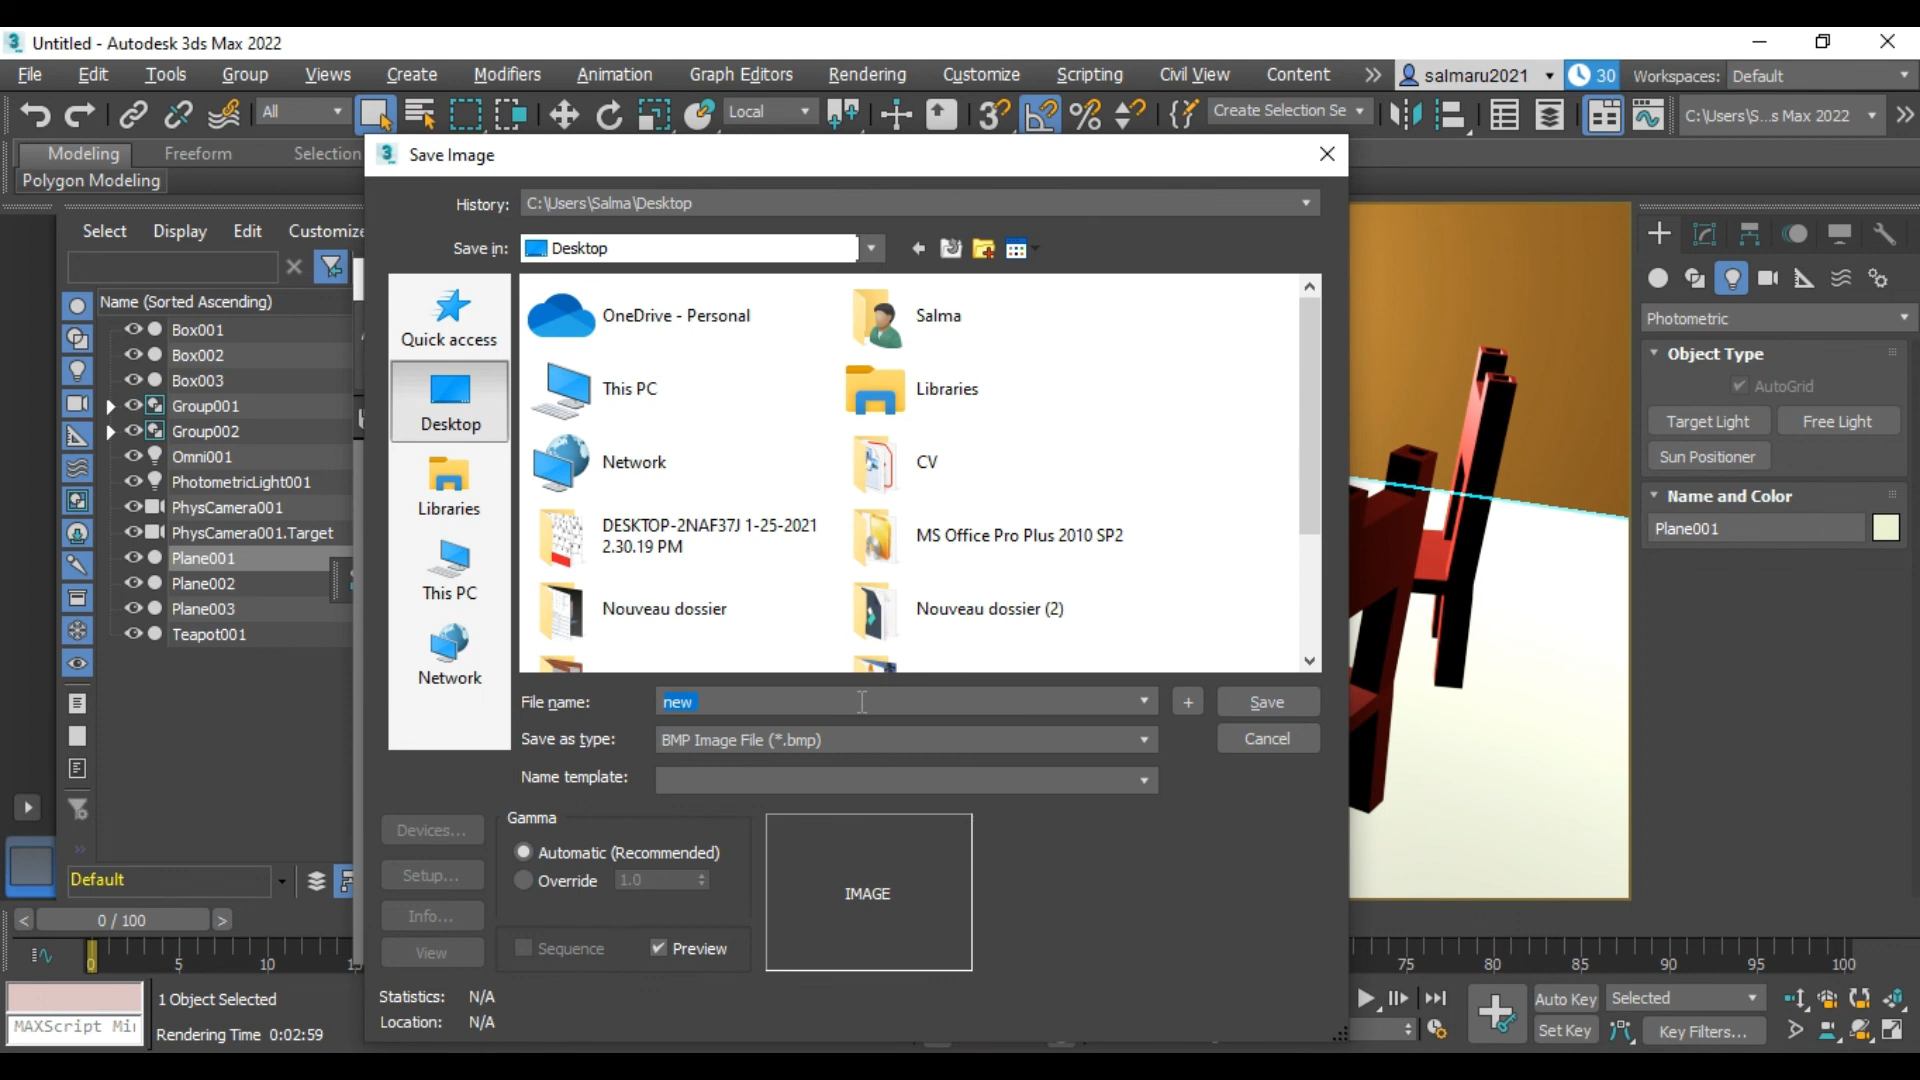 Untitled - Autodesk 3ds Max 2022
File Edit Tools Group Views Create Modifiers Animation Graph Editors Rendering Customize Scripting Civil View Content salmaru2021 30 Workspaces: Default
All Local Create Selection Se C:\Users\S...s Max 2022
Modeling Freeform Selection
Polygon Modeling
Save Image
History: C:\Users\Salma\Desktop
Save in: Desktop
Select Display Edit Customize
Name (Sorted Ascending)
Box001
Box002
Box003
Group001
Group002
Omni001
PhotometricLight001
PhysCamera001
PhysCamera001.Target
Plane001
Plane002
Plane003
Teapot001
Default
Quick access
Desktop
Libraries
This PC
Network
OneDrive - Personal
Salma
This PC
Libraries
Network
CV
DESKTOP-2NAF37J 1-25-2021
2.30.19 PM
MS Office Pro Plus 2010 SP2
Nouveau dossier
Nouveau dossier (2)
File name: new + Save
Save as type: BMP Image File (*.bmp) Cancel
Name template:
Devices...
Setup...
Info...
View
Gamma
Automatic (Recommended)
Override 1.0
Sequence Preview
IMAGE
Statistics: N/A
Location: N/A
Photometric
Object Type
AutoGrid
Target Light Free Light
Sun Positioner
Name and Color
Plane001
< 0 / 100 >
0 5 10 75 80 85 90 95 100
1 Object Selected
MAXScript Mi
Rendering Time 0:02:59
Auto Key Selected
Set Key Key Filters...